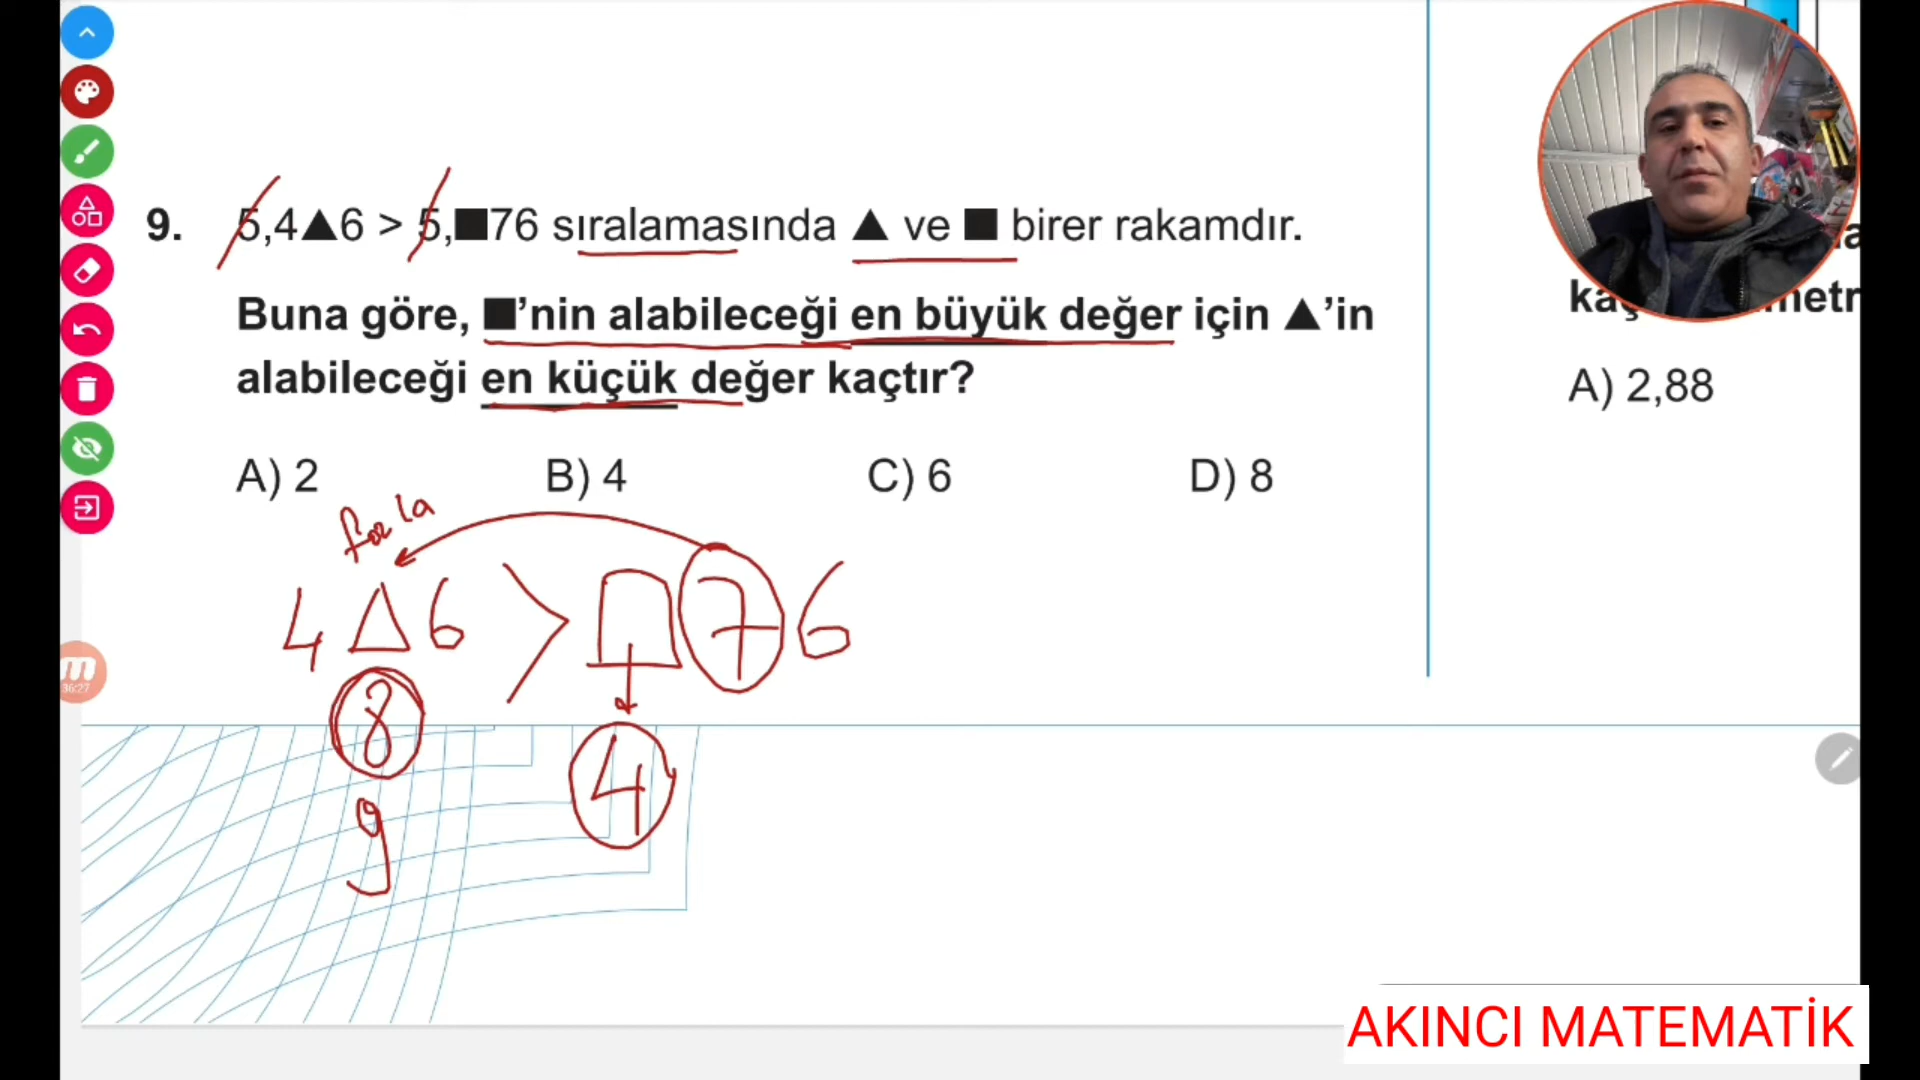 9. 5,4▲6 > 5,■76 sıralamasında ▲ ve ■ birer rakamdır.
Buna göre, ■’nin alabileceği en büyük değer için ▲’in
alabileceği en küçük değer kaçtır?
A) 2 B) 4 C) 6 D) 8
fazla
4 △ 6 > □ 7 6
8
4
9
A) 2,88
36:27
AKINCI MATEMATİK